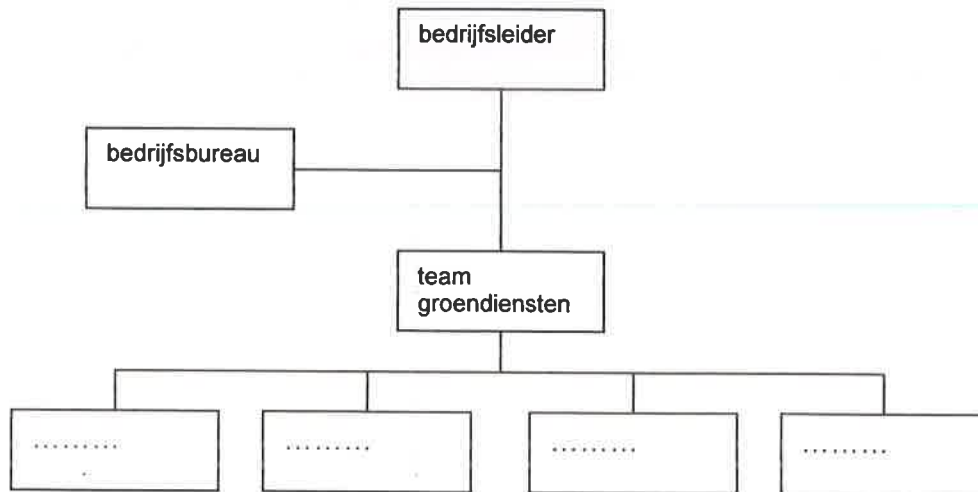 bedrijfsleider
bedrijfsbureau
team
groendiensten
.........
.........
.........
.........